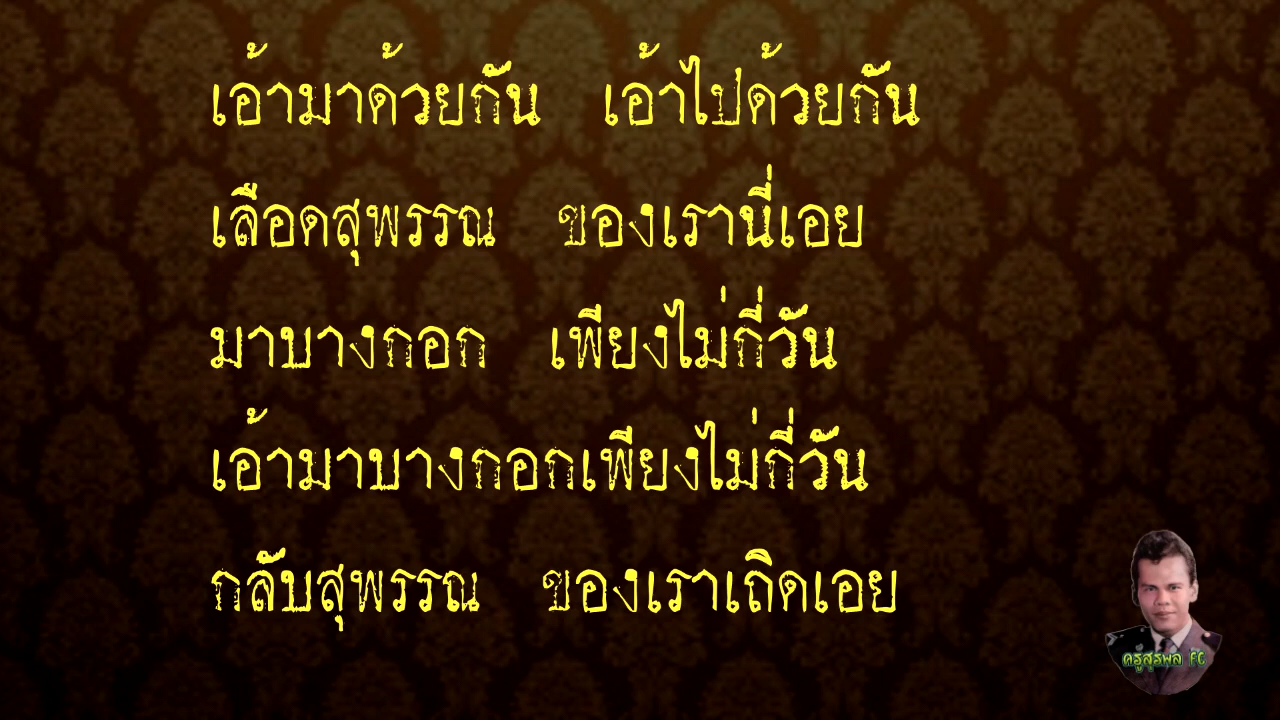 เอ้ามาด้วยกัน เอ้าไปด้วยกัน
เลือดสุพรรณ ของเรานี่เอย
มาบางกอก เพียงไม่กี่วัน
เอ้ามาบางกอกเพียงไม่กี่วัน
กลับสุพรรณ ของเราเถิดเอย
ครูสุรพล FC